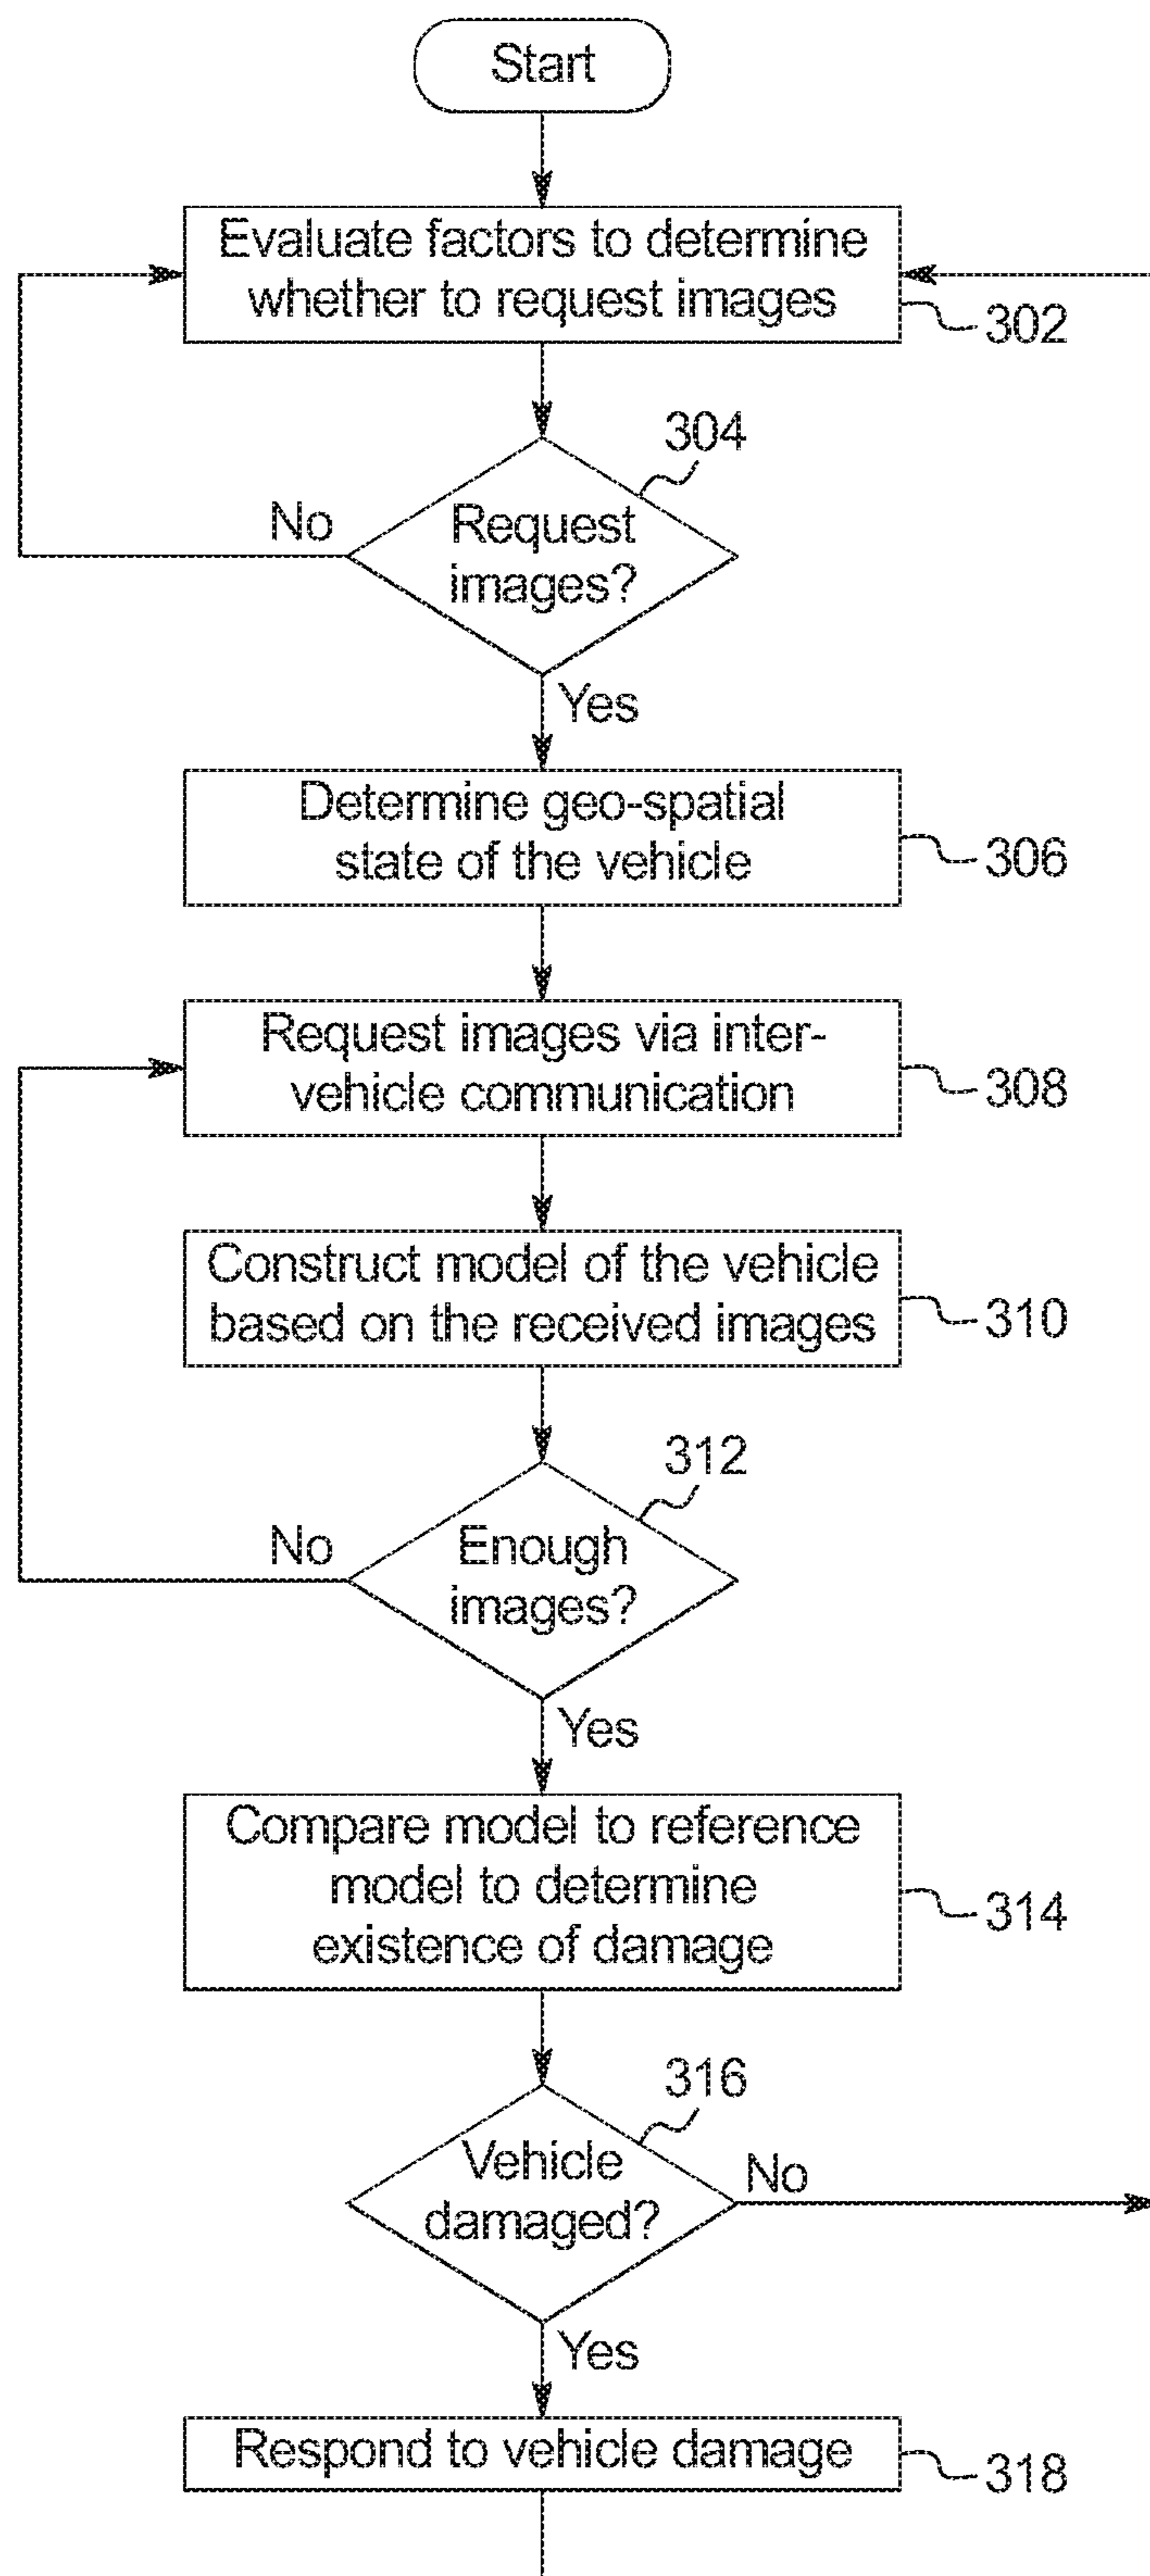 Start
Evaluate factors to determine
whether to request images
302
304
Request
images?
No
Yes
Determine geo-spatial
state of the vehicle
306
Request images via inter-
vehicle communication
308
Construct model of the vehicle
based on the received images
310
312
Enough
images?
No
Yes
Compare model to reference
model to determine
existence of damage
314
316
Vehicle
damaged?
No
Yes
Respond to vehicle damage
318